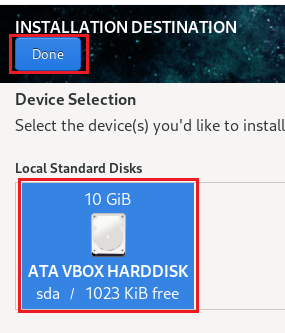 INSTALLATION DESTINATION
Done
Device Selection
Select the device(s) you'd like to install
Local Standard Disks
10 GiB
ATA VBOX HARDDISK
sda / 1023 KiB free